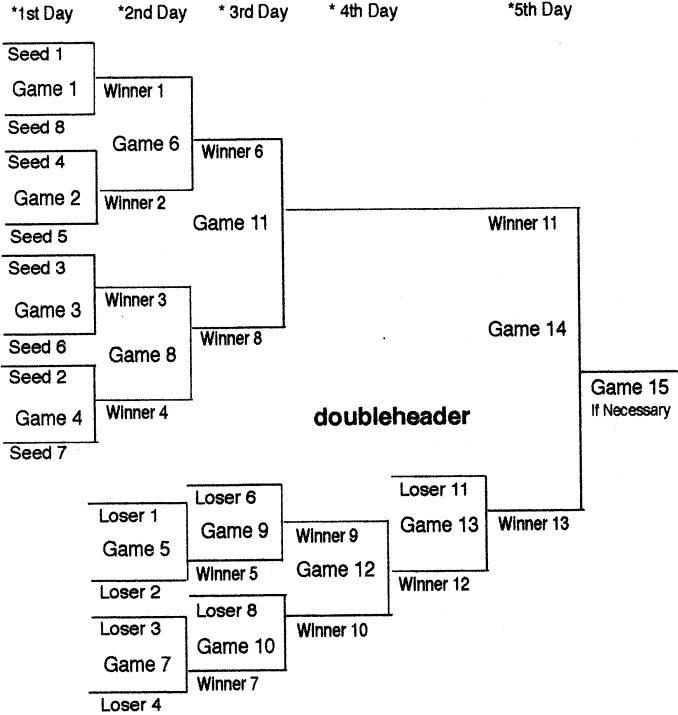 *1st Day *2nd Day * 3rd Day * 4th Day *5th Day
Seed 1
Game 1
Winner 1
Seed 8
Game 6
Winner 6
Seed 4
Game 2
Winner 2
Seed 5
Game 11
Winner 11
Seed 3
Game 3
Winner 3
Seed 6
Game 8
Winner 8
Game 14
Seed 2
Game 4
Winner 4
Seed 7
Game 15
If Necessary
doubleheader
Loser 1
Game 5
Loser 2
Loser 6
Game 9
Winner 5
Winner 9
Game 12
Loser 11
Game 13
Winner 13
Winner 12
Loser 3
Game 7
Loser 4
Loser 8
Game 10
Winner 7
Winner 10